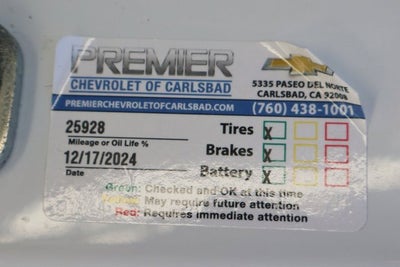 PREMIER
CHEVROLET OF CARLSBAD
5335 PASEO DEL NORTE
CARLSBAD, CA 92008
PREMIERCHEVROLETOFCARLSBAD.COM
(760) 438-1001
25928
Mileage or Oil Life %
12/17/2024
Date
Tires X
Brakes X
Battery X
Green: Checked and OK at this time
Yellow: May require future attention
Red: Requires immediate attention